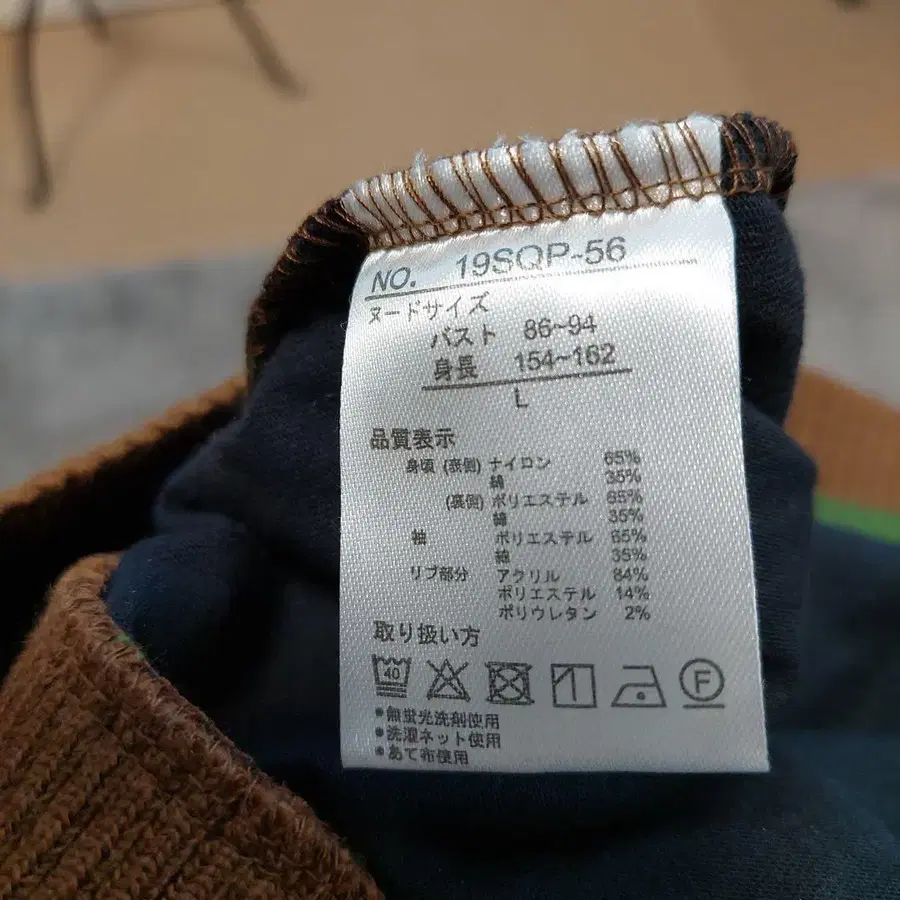 NO. 19SQP-56
ヌードサイズ
バスト 86~94
身長 154~162
L
品質表示
身頃 (表側) ナイロン 65%
綿 35%
(裏側) ポリエステル 65%
綿 35%
袖 ポリエステル 65%
綿 35%
リブ部分 アクリル 84%
ポリエステル 14%
ポリウレタン 2%
取り扱い方
40 F
●無蛍光洗剤使用
●洗濯ネット使用
●あて布使用